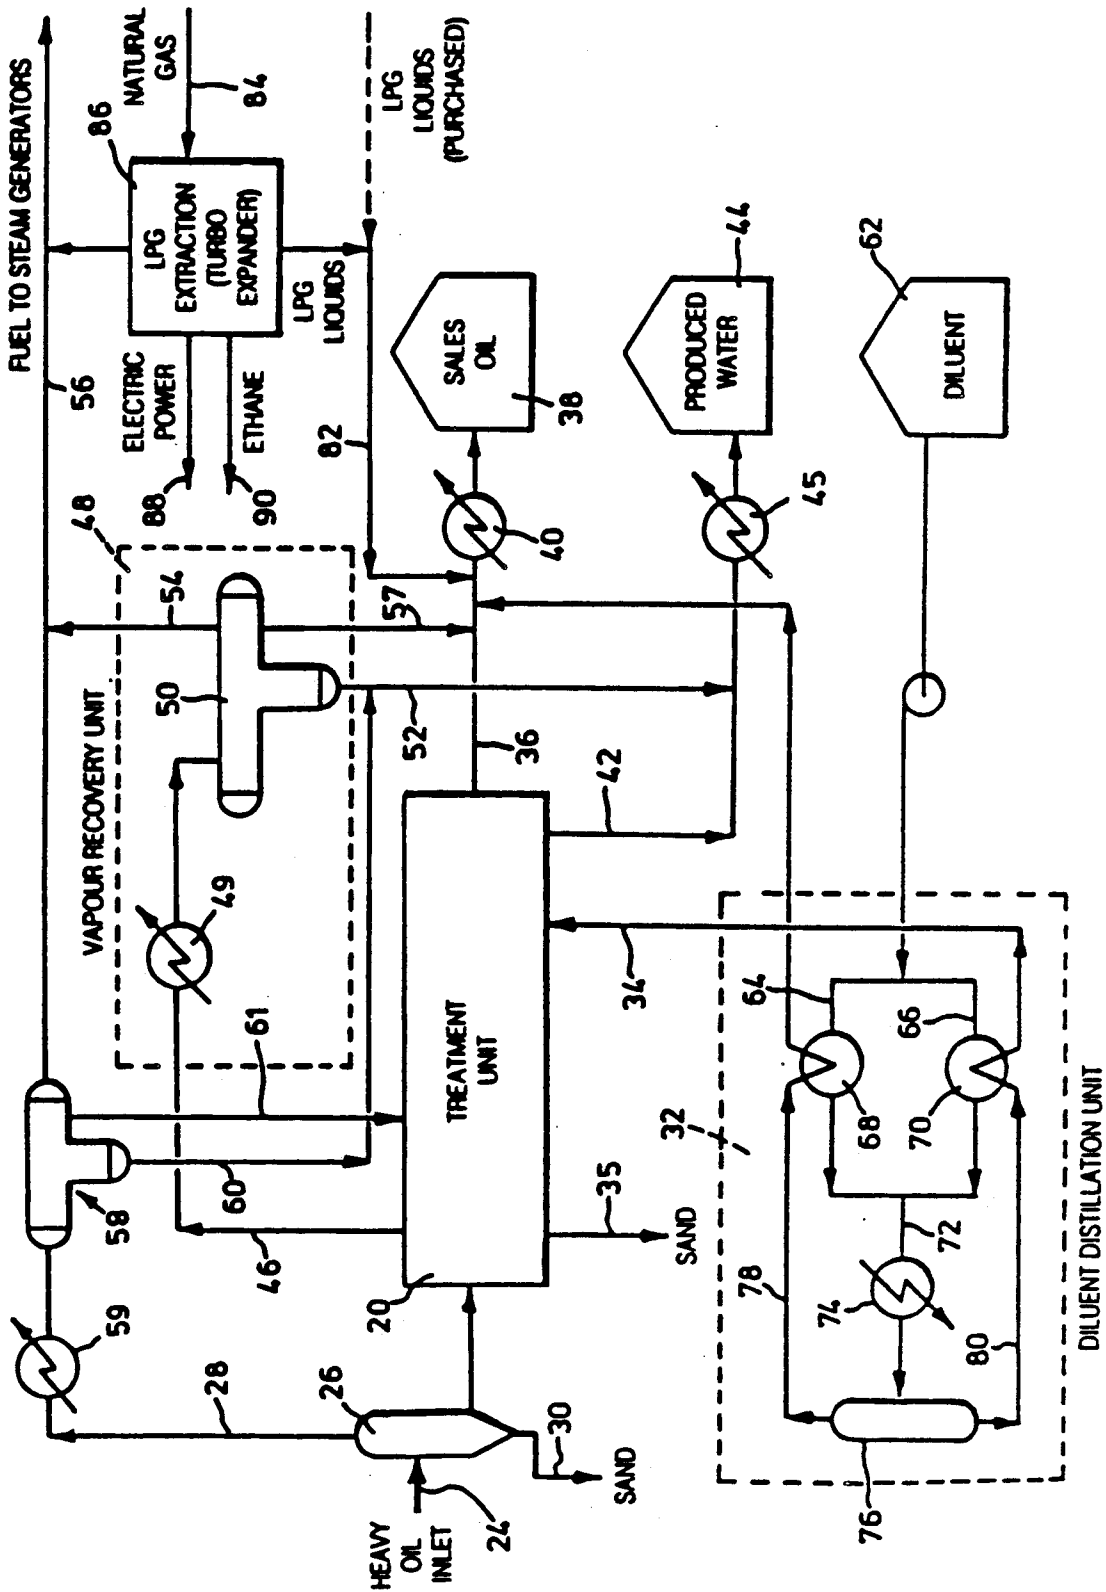 FUEL TO STEAM GENERATORS
56
86
NATURAL
GAS
84
LPG
EXTRACTION
(TURBO
EXPANDER)
ELECTRIC
POWER
88
ETHANE
90
LPG
LIQUIDS
LPG
LIQUIDS
(PURCHASED)
82
VAPOUR RECOVERY UNIT
48
49
50
54
57
52
58
59
60
61
46
28
SALES
OIL
38
40
36
PRODUCED
WATER
44
45
42
TREATMENT
UNIT
20
HEAVY
OIL
INLET
24
26
30
SAND
35
SAND
34
DILUENT
62
32
64
66
68
70
72
74
76
78
80
DILUENT DISTILLATION UNIT